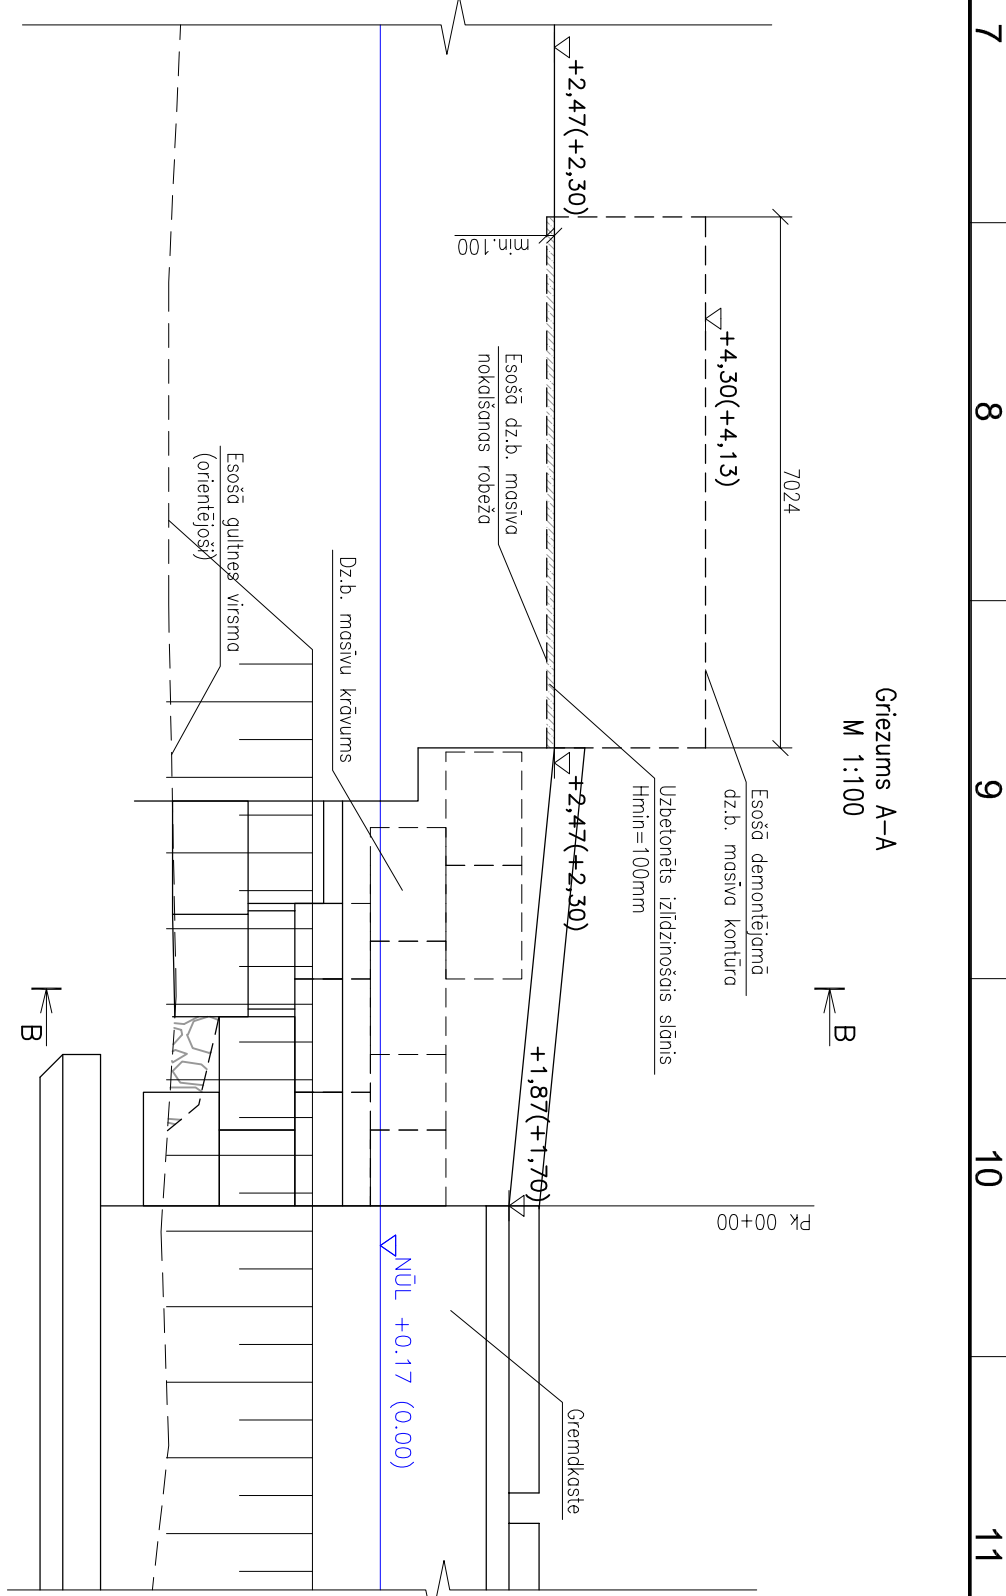 7
8
9
10
11
Griezums A–A
M 1:100
7024
+4,30(+4,13)
+2,47(+2,30)
min.100
Esošā dz.b. masīva
nokalšanas robeža
Esošā demontējamā
dz.b. masīva kontūra
Uzbetonēts izlīdzinošais slānis
Hmin=100mm
+2,47(+2,30)
+1,87(+1,70)
B
B
Pk 00+00
Dz.b. masīvu krāvums
Esošā gultnes virsma
(orientējoši)
NŪL +0.17 (0.00)
Gremdkaste